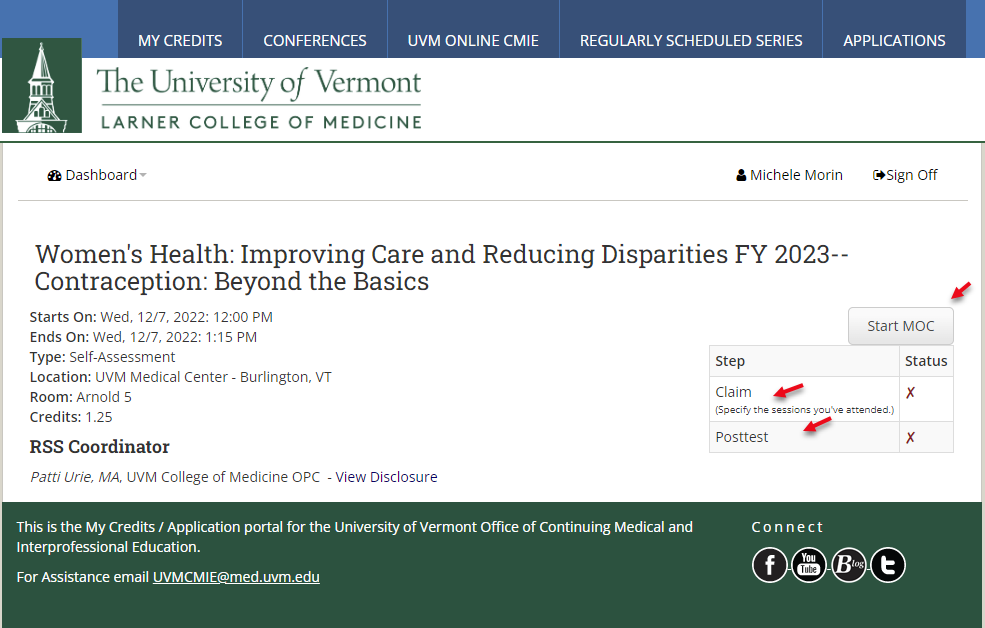 MY CREDITS CONFERENCES UVM ONLINE CMIE REGULARLY SCHEDULED SERIES APPLICATIONS
The University of Vermont
LARNER COLLEGE OF MEDICINE
Dashboard Michele Morin Sign Off
Women's Health: Improving Care and Reducing Disparities FY 2023--
Contraception: Beyond the Basics
Starts On: Wed, 12/7, 2022: 12:00 PM
Ends On: Wed, 12/7, 2022: 1:15 PM
Type: Self-Assessment
Location: UVM Medical Center - Burlington, VT
Room: Arnold 5
Credits: 1.25
RSS Coordinator
Patti Urie, MA, UVM College of Medicine OPC - View Disclosure
Start MOC
Step Status
Claim ✗
(Specify the sessions you've attended.)
Posttest ✗
This is the My Credits / Application portal for the University of Vermont Office of Continuing Medical and
Interprofessional Education.
For Assistance email UVMCMIE@med.uvm.edu
Connect
f You Tube Blog t